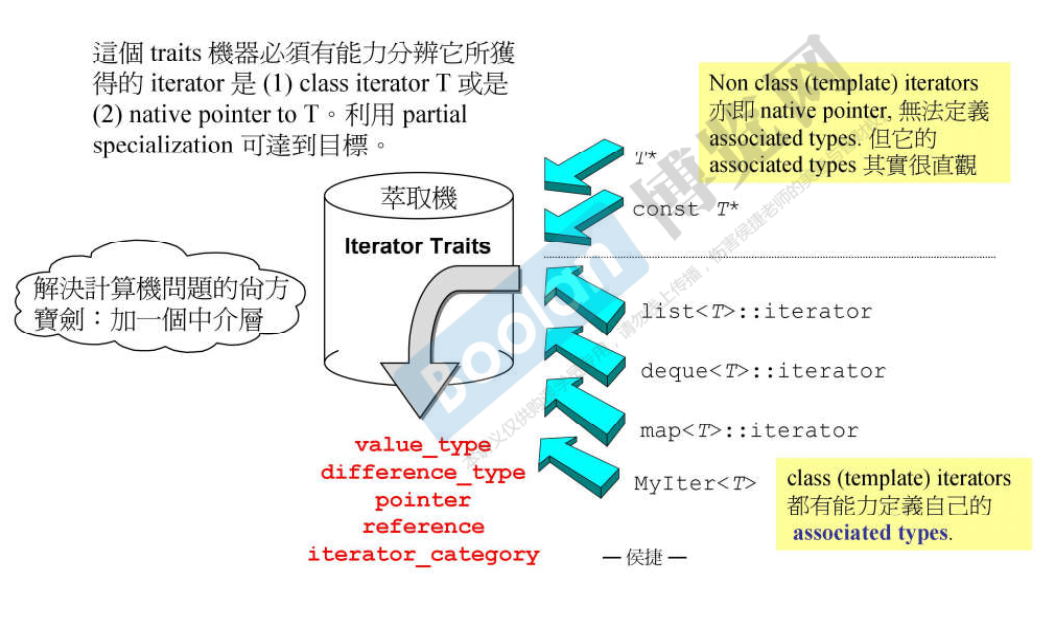 這個 traits 機器必須有能力分辨它所獲
得的 iterator 是 (1) class iterator T 或是
(2) native pointer to T。利用 partial
specialization 可達到目標。
Non class (template) iterators
亦即 native pointer, 無法定義
associated types. 但它的
associated types 其實很直觀
萃取機
Iterator Traits
T*
const T*
解決計算機問題的尚方
寶劍：加一個中介層
list<T>::iterator
deque<T>::iterator
map<T>::iterator
MyIter<T>
value_type
difference_type
pointer
reference
iterator_category
class (template) iterators
都有能力定義自己的
associated types.
— 侯捷 —
Boolan
博览网